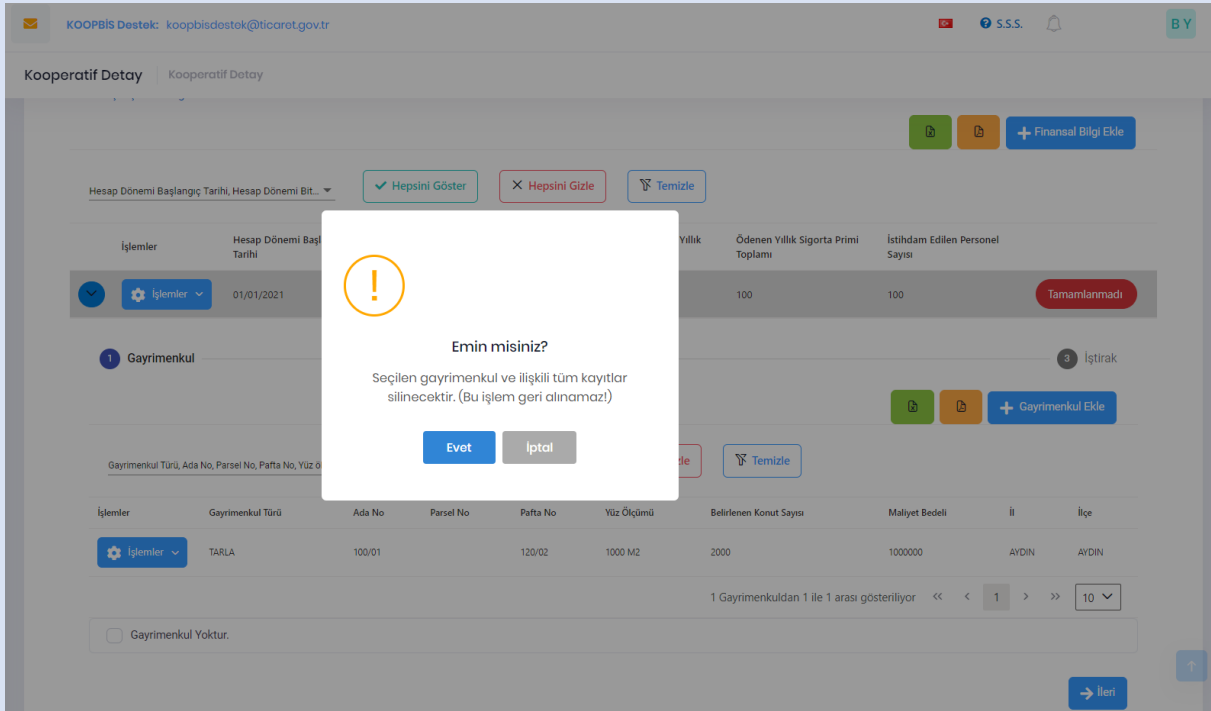 KOOPBİS Destek: koopbisdestek@ticaret.gov.tr
S.S.S.
B Y
Kooperatif Detay
Kooperatif Detay
Finansal Bilgi Ekle
Hesap Dönemi Başlangıç Tarihi, Hesap Dönemi Bit...
Hepsini Göster
Hepsini Gizle
Temizle
İşlemler
Hesap Dönemi Başl
Tarihi
Yıllık
Ödenen Yıllık Sigorta Primi
Toplamı
İstihdam Edilen Personel
Sayısı
İşlemler
01/01/2021
100
100
Tamamlanmadı
1 Gayrimenkul
3 İştirak
Gayrimenkul Ekle
Emin misiniz?
Seçilen gayrimenkul ve ilişkili tüm kayıtlar
silinecektir.(Bu işlem geri alınamaz!)
Evet
İptal
Gayrimenkul Türü, Ada No, Parsel No, Pafta No, Yüz ö
zle
Temizle
İşlemler Gayrimenkul Türü Ada No Parsel No Pafta No Yüz Ölçümü Belirlenen Konut Sayısı Maliyet Bedeli İl İlçe
İşlemler TARLA 100/01 120/02 1000 M2 2000 1000000 AYDIN AYDIN
1 Gayrimenkuldan 1 ile 1 arası gösteriliyor << < 1 > >> 10
Gayrimenkul Yoktur.
İleri